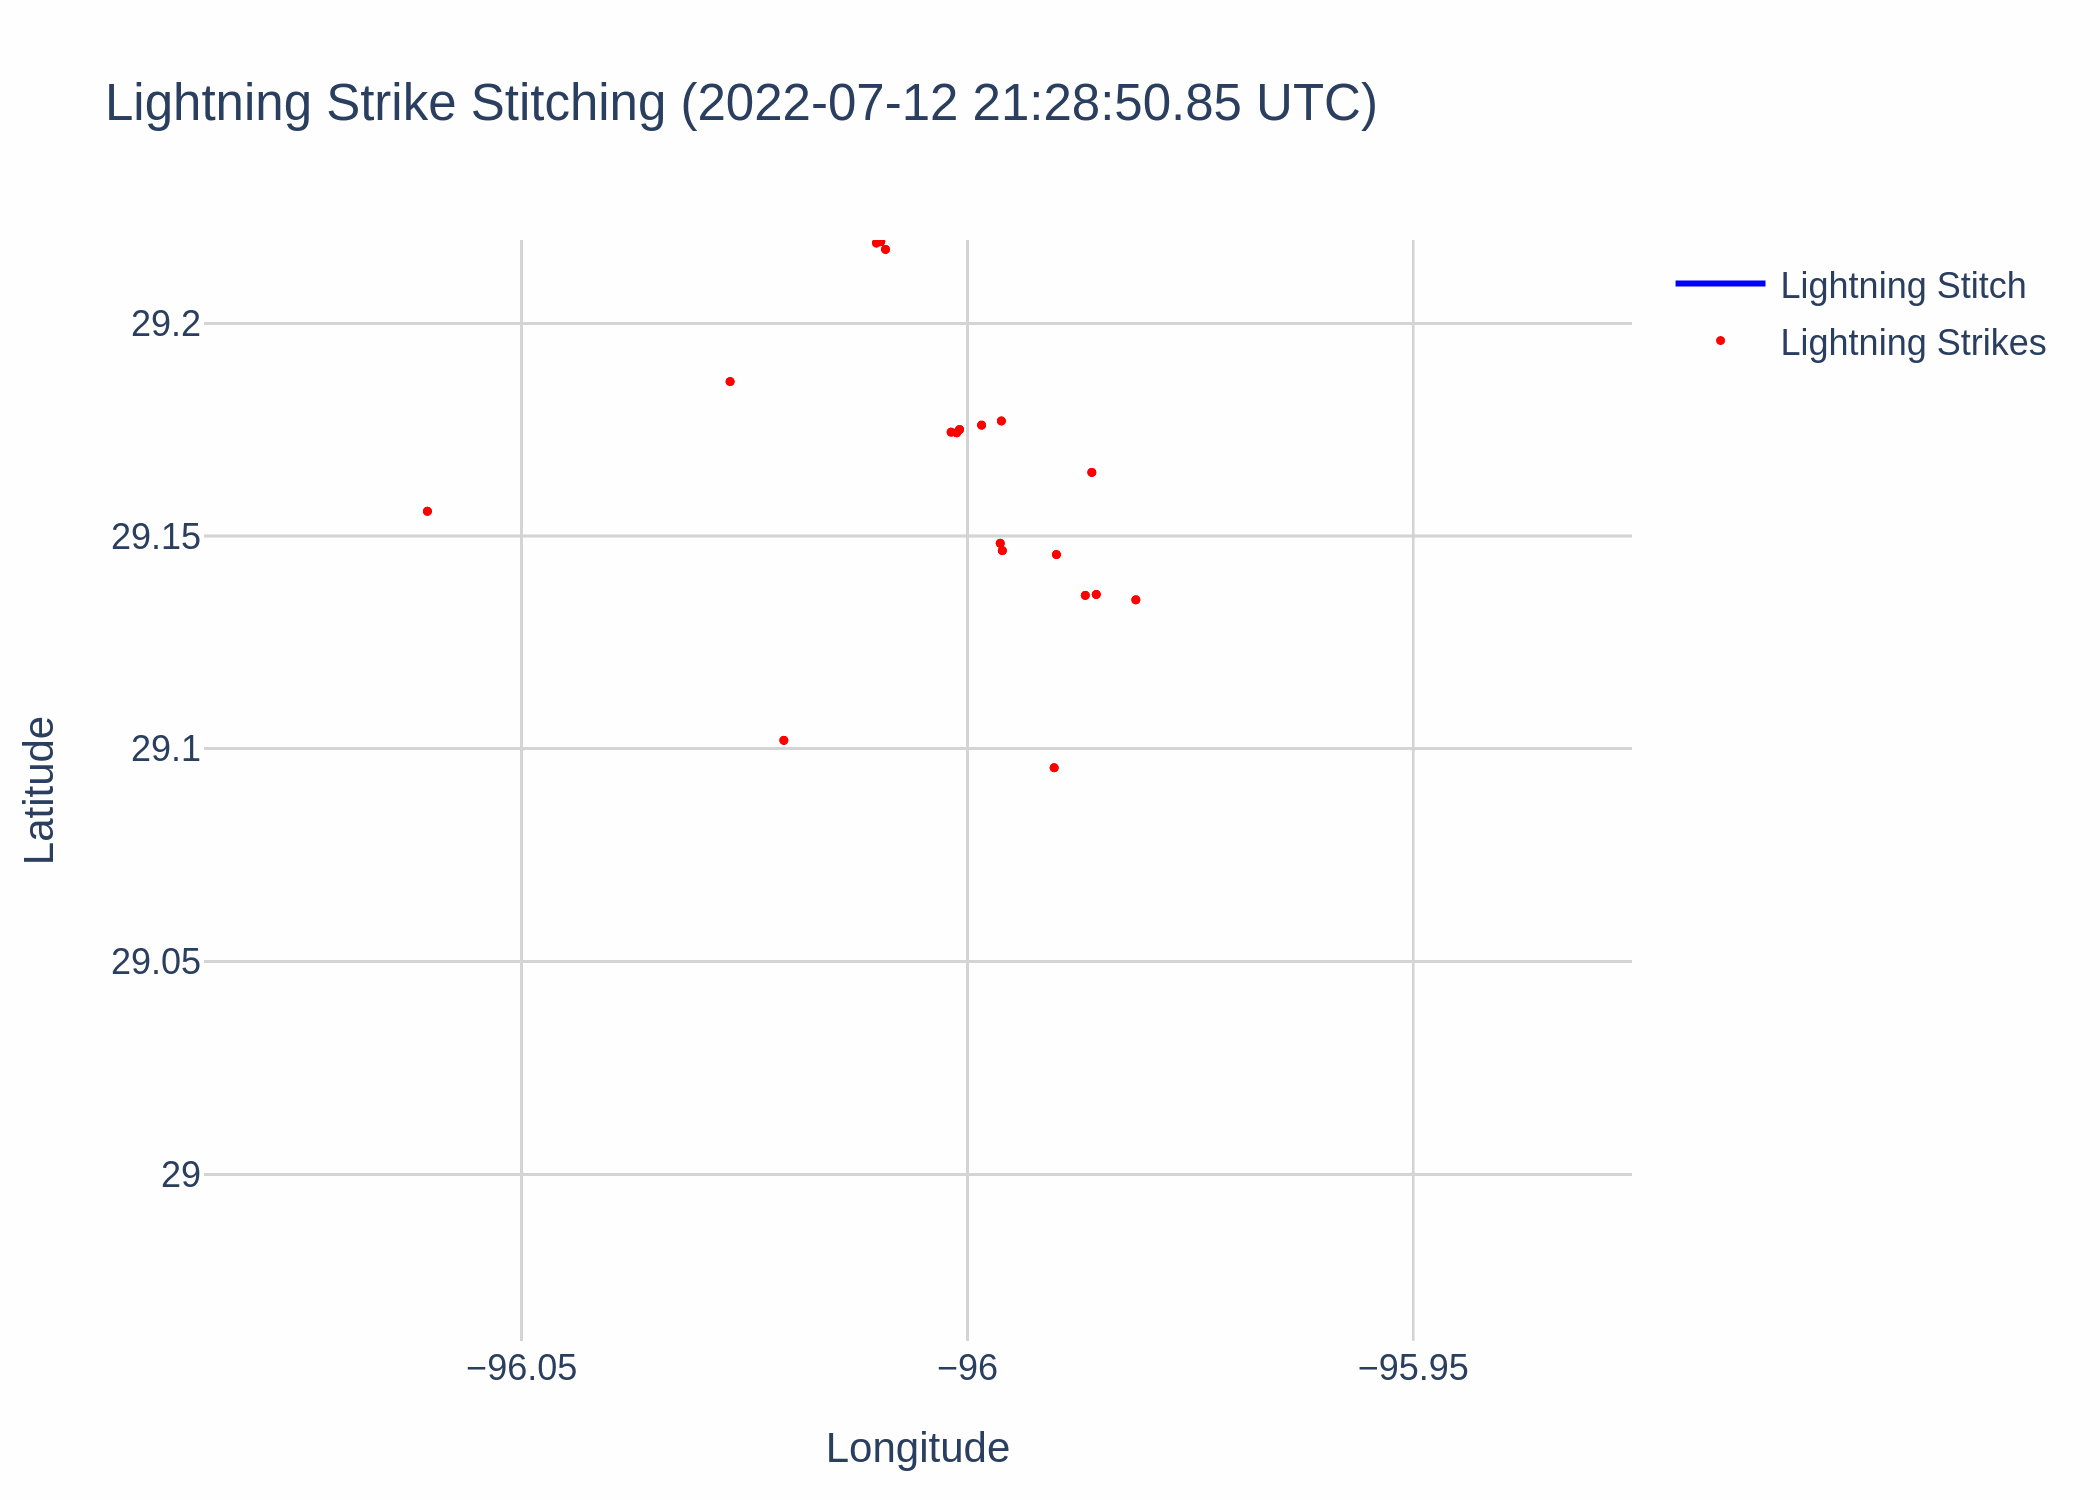 Lightning Strike Stitching (2022-07-12 21:28:50.85 UTC)
Lightning Stitch
Lightning Strikes
29.2
29.15
29.1
29.05
29
Latitude
−96.05
−96
−95.95
Longitude